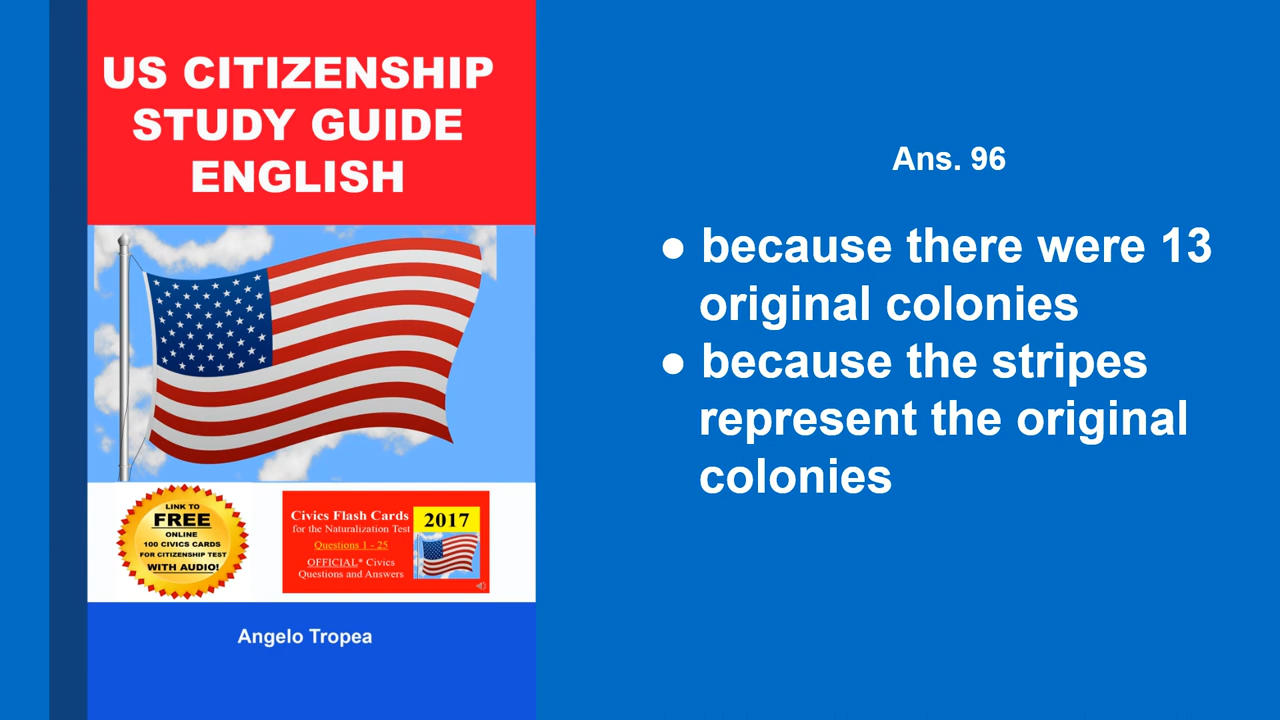 US CITIZENSHIP
STUDY GUIDE
ENGLISH
LINK TO
FREE
ONLINE
100 CIVICS CARDS
FOR CITIZENSHIP TEST
WITH AUDIO!
Civics Flash Cards
for the Naturalization Test
Questions 1 - 25
OFFICIAL* Civics
Questions and Answers
2017
Angelo Tropea
Ans. 96
● because there were 13
original colonies
● because the stripes
represent the original
colonies